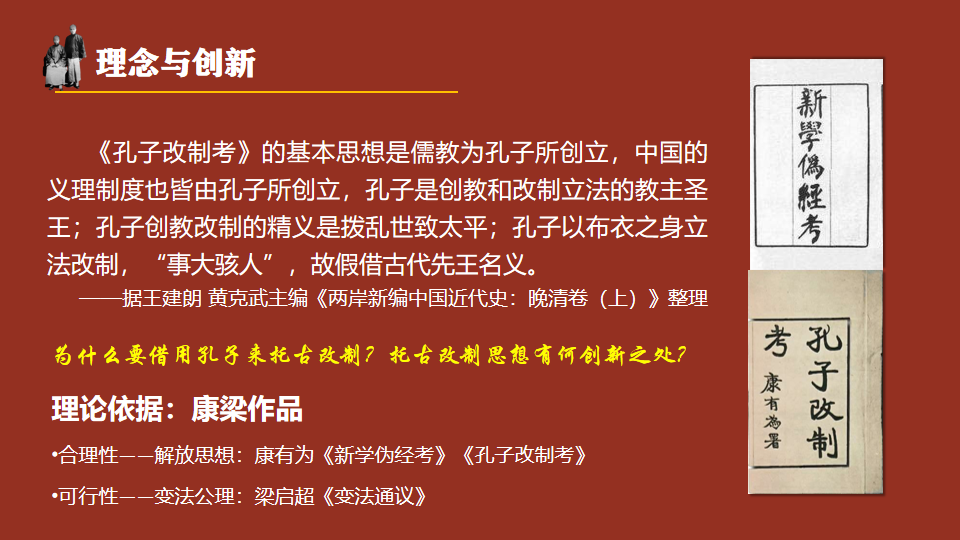 理念与创新
《孔子改制考》的基本思想是儒教为孔子所创立，中国的
义理制度也皆由孔子所创立，孔子是创教和改制立法的教主圣
王；孔子创教改制的精义是拨乱世致太平；孔子以布衣之身立
法改制，“事大骇人”，故假借古代先王名义。
——据王建朗 黄克武主编《两岸新编中国近代史：晚清卷（上）》整理
为什么要借用孔子来托古改制？托古改制思想有何创新之处？
理论依据：康梁作品
•合理性——解放思想：康有为《新学伪经考》《孔子改制考》
•可行性——变法公理：梁启超《变法通议》
新學僞經考
孔子改制
考
康有為署